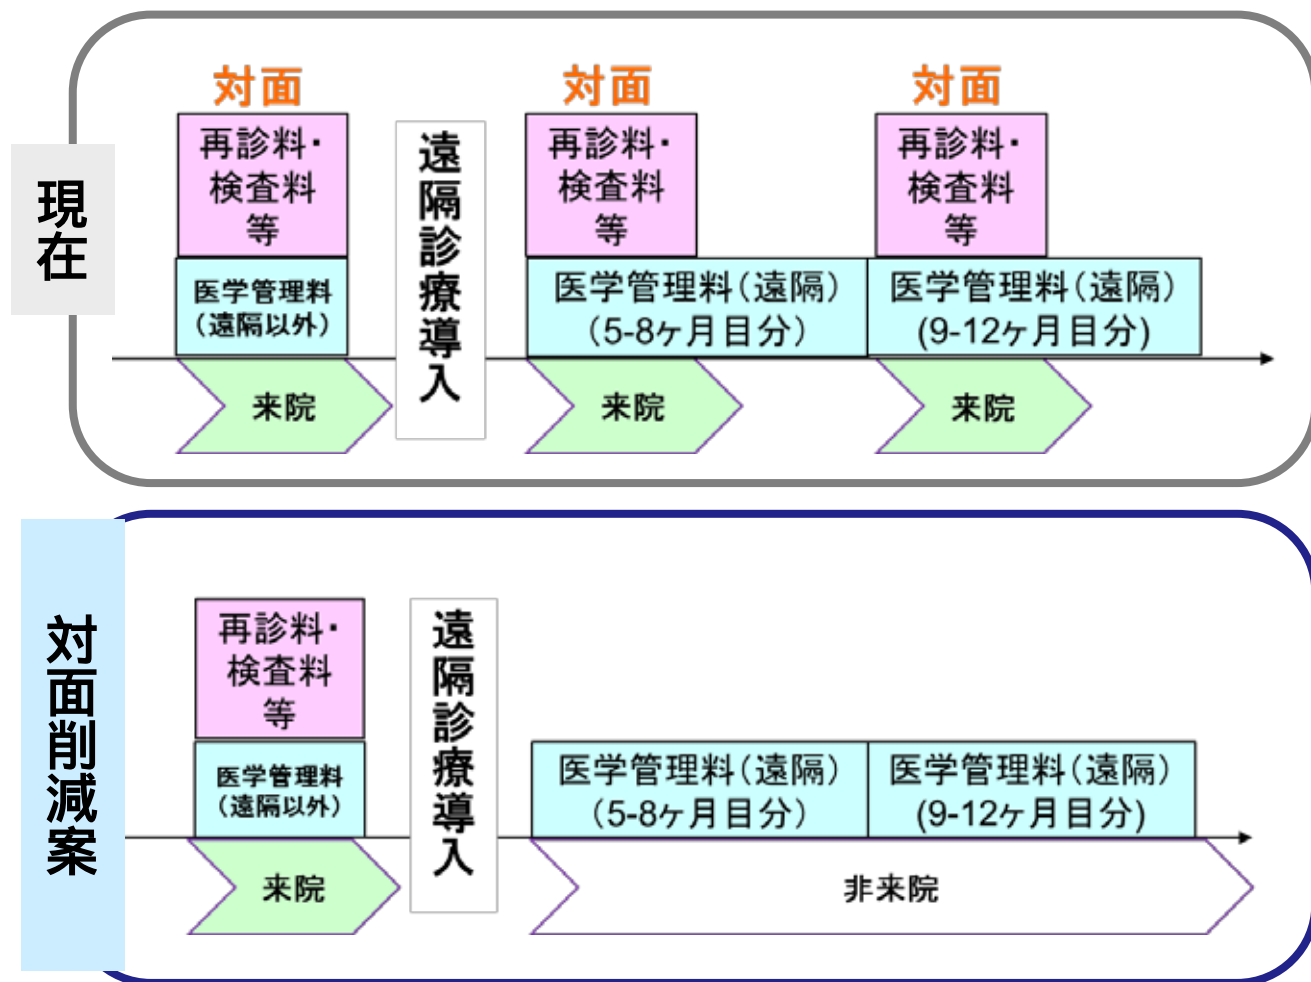 現在
対面
再診料・
検査料
等
医学管理料
（遠隔以外）
来院
遠隔診療導入
対面
再診料・
検査料
等
医学管理料（遠隔）
（5-8ヶ月目分）
来院
対面
再診料・
検査料
等
医学管理料（遠隔）
(9-12ヶ月目分)
来院
対面削減案
再診料・
検査料
等
医学管理料
（遠隔以外）
来院
遠隔診療導入
医学管理料（遠隔）
（5-8ヶ月目分）
医学管理料（遠隔）
(9-12ヶ月目分)
非来院